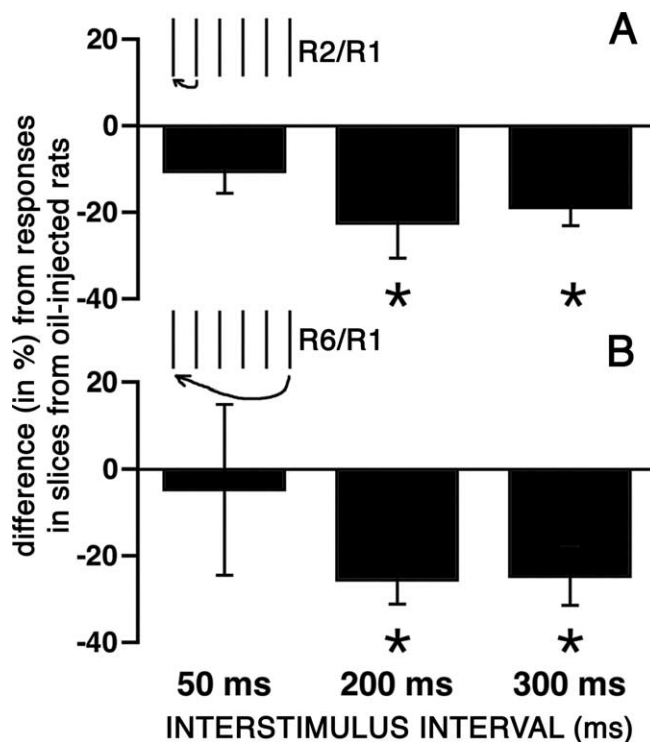 difference (in %) from responses
in slices from oil-injected rats
A
R2/R1
20
0
-20
-40
* *
B
R6/R1
20
0
-20
-40
* *
50 ms 200 ms 300 ms
INTERSTIMULUS INTERVAL (ms)